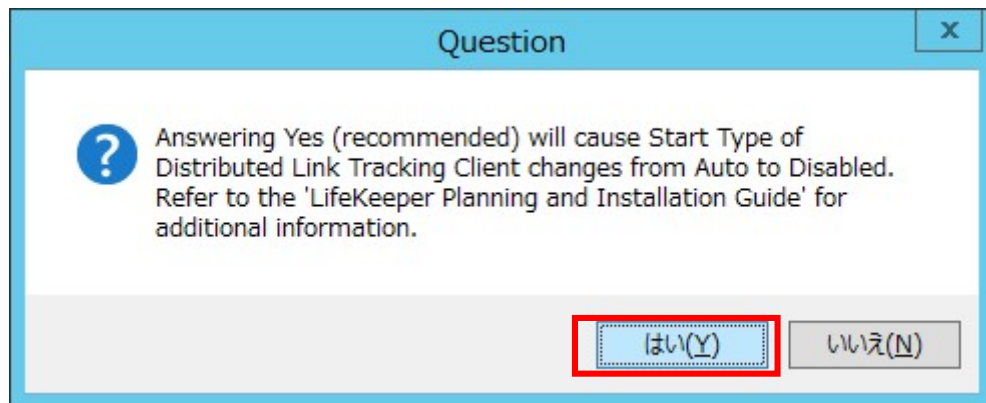 Question
x
Answering Yes (recommended) will cause Start Type of
Distributed Link Tracking Client changes from Auto to Disabled.
Refer to the 'LifeKeeper Planning and Installation Guide' for
additional information.
はい(Y) いいえ(N)